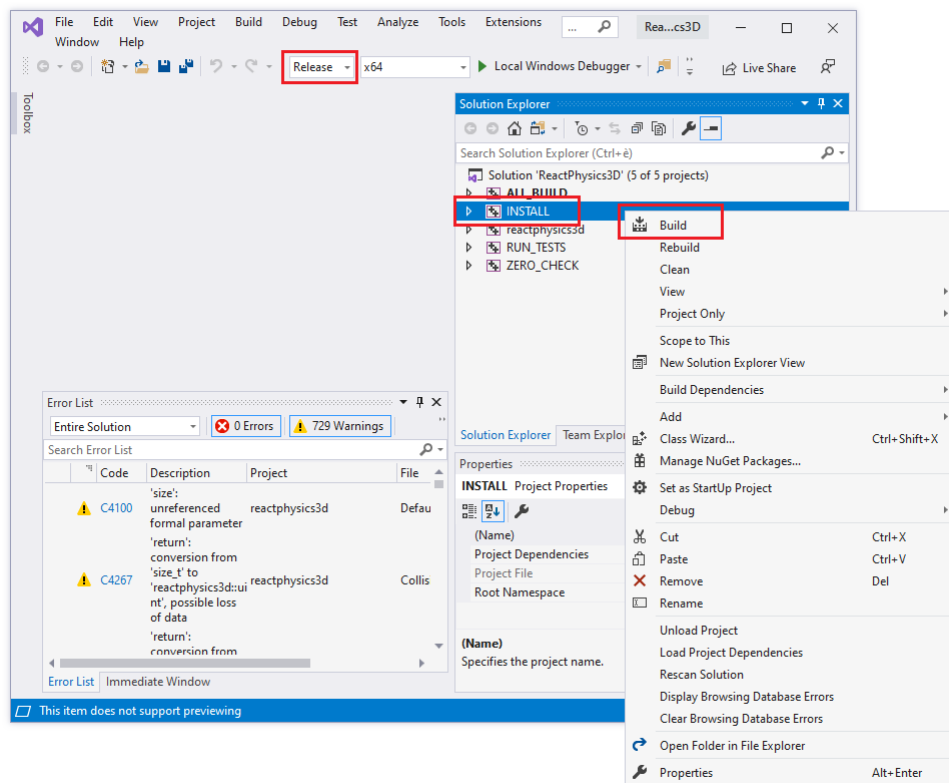 File Edit View Project Build Debug Test Analyze Tools Extensions ... Rea...cs3D
Window Help
Release x64 Local Windows Debugger Live Share
Toolbox
Solution Explorer
Search Solution Explorer (Ctrl+è)
Solution 'ReactPhysics3D' (5 of 5 projects)
ALL_BUILD
INSTALL
reactphysics3d
RUN_TESTS
ZERO_CHECK
Solution Explorer Team Explor
Properties
INSTALL Project Properties
(Name)
Project Dependencies
Project File
Root Namespace
(Name)
Specifies the project name.
Build
Rebuild
Clean
View
Project Only
Scope to This
New Solution Explorer View
Build Dependencies
Add
Class Wizard... Ctrl+Shift+X
Manage NuGet Packages...
Set as StartUp Project
Debug
Cut Ctrl+X
Paste Ctrl+V
Remove Del
Rename
Unload Project
Load Project Dependencies
Rescan Solution
Display Browsing Database Errors
Clear Browsing Database Errors
Open Folder in File Explorer
Properties Alt+Enter
Error List
Entire Solution 0 Errors 729 Warnings
Search Error List
Code Description Project File
'size':
C4100 unreferenced reactphysics3d Defau
formal parameter
'return':
conversion from
'size_t' to
C4267 'reactphysics3d::ui reactphysics3d Collis
nt', possible loss
of data
'return':
conversion from
Error List Immediate Window
This item does not support previewing